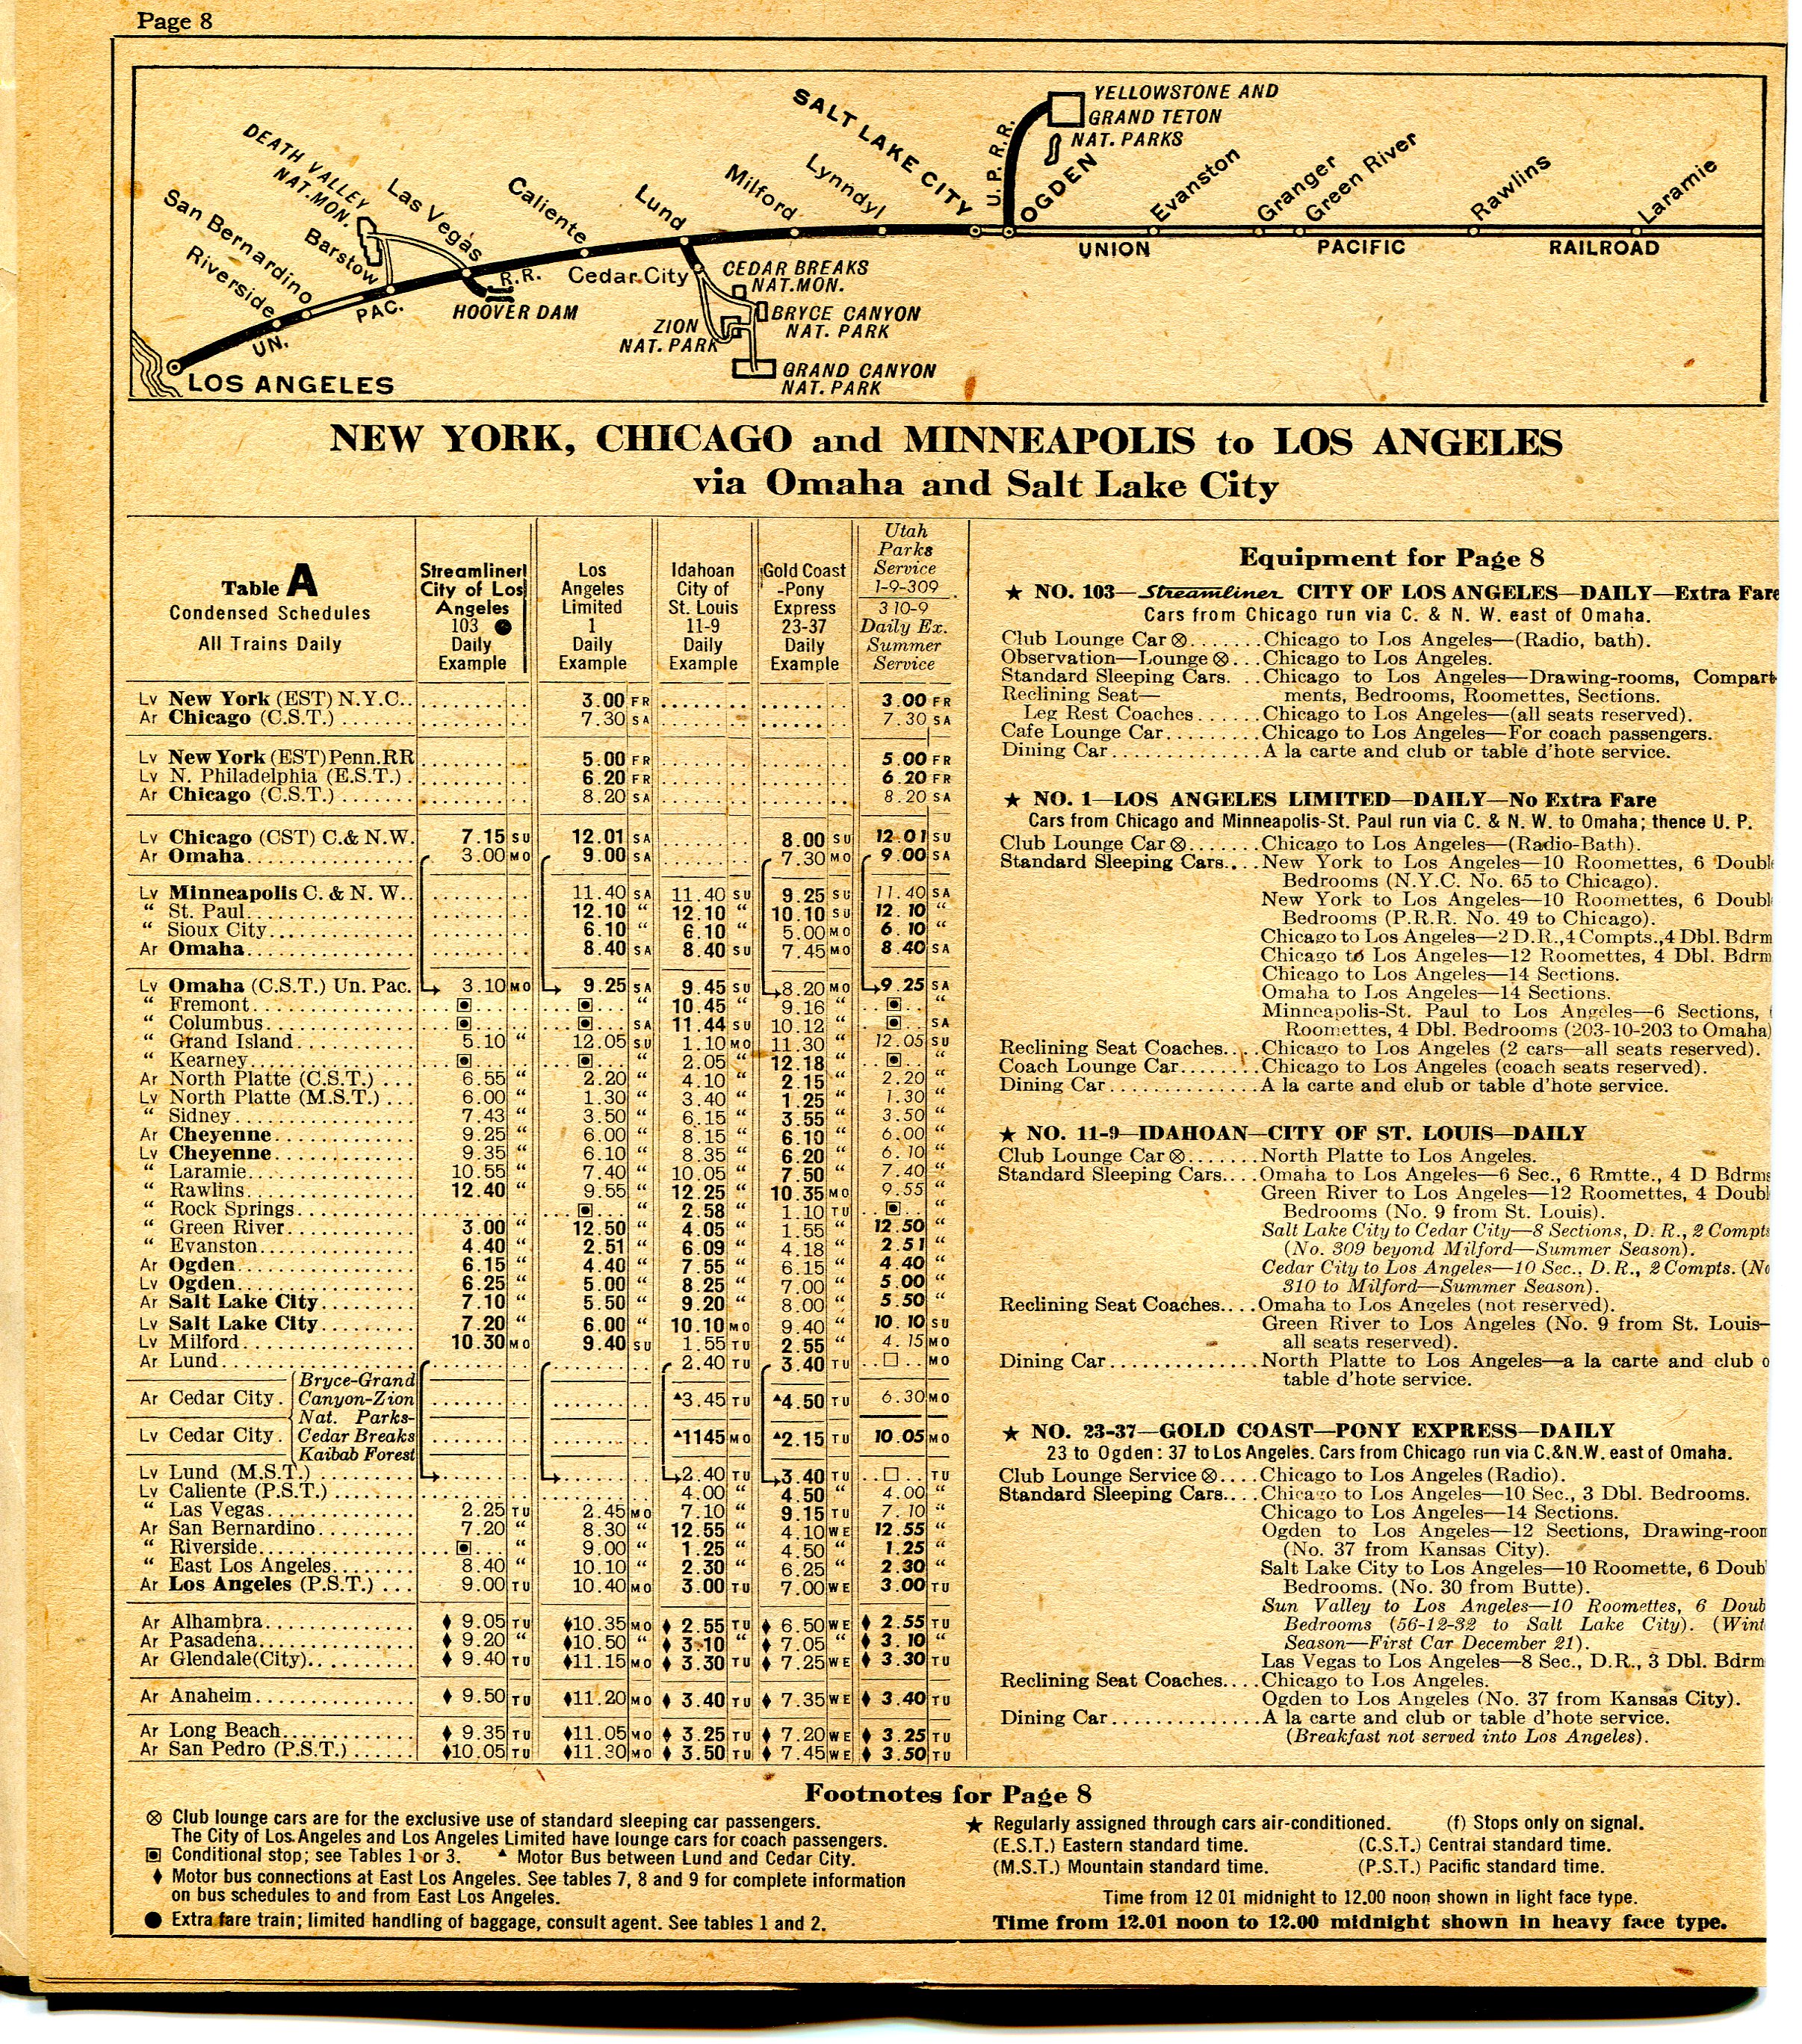 Page 8
YELLOWSTONE AND
GRAND TETON
NAT. PARKS
U.P.R.R.
SALT LAKE CITY
OGDEN
DEATH VALLEY
NAT. MON.
San Bernardino
Riverside
Barstow
Las Vegas
Caliente
Lund
Milford
Lynndyl
Evanston
Granger
Green River
Rawlins
Laramie
UNION PACIFIC RAILROAD
UN. PAC. R.R.
HOOVER DAM
Cedar City
CEDAR BREAKS
NAT. MON.
BRYCE CANYON
NAT. PARK
ZION
NAT. PARK
GRAND CANYON
NAT. PARK
LOS ANGELES
NEW YORK, CHICAGO and MINNEAPOLIS to LOS ANGELES
via Omaha and Salt Lake City
Table A
Condensed Schedules
All Trains Daily
Streamliner City of Los Angeles 103 ● Daily Example
Los Angeles Limited 1 Daily Example
Idahoan City of St. Louis 11-9 Daily Example
Gold Coast -Pony Express 23-37 Daily Example
Utah Parks Service 1-9-309 310-9 Daily Ex. Summer Service
Lv New York (EST) N.Y.C.. 3.00 FR 3.00 FR
Ar Chicago (C.S.T.) 7.30 SA 7.30 SA
Lv New York (EST) Penn.RR 5.00 FR 5.00 FR
Lv N. Philadelphia (E.S.T.) 6.20 FR 6.20 FR
Ar Chicago (C.S.T.) 8.20 SA 8.20 SA
Lv Chicago (CST) C.& N.W. 7.15 SU 12.01 SA 8.00 SU 12.01 SU
Ar Omaha 3.00 MO 9.00 SA 7.30 MO 9.00 SA
Lv Minneapolis C. & N. W.. 11.40 SA 11.40 SU 9.25 SU 11.40 SA
“ St. Paul 12.10 “ 12.10 “ 10.10 SU 12.10 “
“ Sioux City 6.10 “ 6.10 “ 5.00 MO 6.10 “
Ar Omaha 8.40 SA 8.40 SU 7.45 MO 8.40 SA
Lv Omaha (C.S.T.) Un. Pac. 3.10 MO 9.25 SA 9.45 SU 8.20 MO 9.25 SA
“ Fremont ▣ ▣ “ 10.45 “ 9.16 “ ▣ “
“ Columbus ▣ ▣ SA 11.44 SU 10.12 “ ▣ SA
“ Grand Island 5.10 “ 12.05 SU 1.10 MO 11.30 “ 12.05 SU
“ Kearney ▣ ▣ “ 2.05 “ 12.18 “ ▣ “
Ar North Platte (C.S.T.) 6.55 “ 2.20 “ 4.10 “ 2.15 “ 2.20 “
Lv North Platte (M.S.T.) 6.00 “ 1.30 “ 3.40 “ 1.25 “ 1.30 “
“ Sidney 7.43 “ 3.50 “ 6.15 “ 3.55 “ 3.50 “
Ar Cheyenne 9.25 “ 6.00 “ 8.15 “ 6.10 “ 6.00 “
Lv Cheyenne 9.35 “ 6.10 “ 8.35 “ 6.20 “ 6.10 “
“ Laramie 10.55 “ 7.40 “ 10.05 “ 7.50 “ 7.40 “
“ Rawlins 12.40 “ 9.55 “ 12.25 “ 10.35 MO 9.55 “
“ Rock Springs ▣ “ 2.58 “ 1.10 TU ▣ “
“ Green River 3.00 “ 12.50 “ 4.05 “ 1.55 “ 12.50 “
“ Evanston 4.40 “ 2.51 “ 6.09 “ 4.18 “ 2.51 “
Ar Ogden 6.15 “ 4.40 “ 7.55 “ 6.15 “ 4.40 “
Lv Ogden 6.25 “ 5.00 “ 8.25 “ 7.00 “ 5.00 “
Ar Salt Lake City 7.10 “ 5.50 “ 9.20 “ 8.00 “ 5.50 “
Lv Salt Lake City 7.20 “ 6.00 “ 10.10 MO 9.40 “ 10.10 SU
Lv Milford 10.30 MO 9.40 SU 1.55 TU 2.55 “ 4.15 MO
Ar Lund 2.40 TU 3.40 TU □ MO
Bryce-Grand
Ar Cedar City Canyon-Zion ▲3.45 TU ▲4.50 TU 6.30 MO
Nat. Parks-
Lv Cedar City Cedar Breaks ▲1145 MO ▲2.15 TU 10.05 MO
Kaibab Forest
Lv Lund (M.S.T.) 2.40 TU 3.40 TU □ TU
Lv Caliente (P.S.T.) 4.00 “ 4.50 “ 4.00 “
“ Las Vegas 2.25 TU 2.45 MO 7.10 “ 9.15 TU 7.10 “
Ar San Bernardino 7.20 “ 8.30 “ 12.55 “ 4.10 WE 12.55 “
“ Riverside ▣ “ 9.00 “ 1.25 “ 4.50 “ 1.25 “
“ East Los Angeles 8.40 “ 10.10 “ 2.30 “ 6.25 “ 2.30 “
Ar Los Angeles (P.S.T.) 9.00 TU 10.40 MO 3.00 TU 7.00 WE 3.00 TU
Ar Alhambra ♦ 9.05 TU ♦10.35 MO ♦ 2.55 TU ♦ 6.50 WE ♦ 2.55 TU
Ar Pasadena ♦ 9.20 “ ♦10.50 “ ♦ 3.10 “ ♦ 7.05 “ ♦ 3.10 “
Ar Glendale(City) ♦ 9.40 TU ♦11.15 MO ♦ 3.30 TU ♦ 7.25 WE ♦ 3.30 TU
Ar Anaheim ♦ 9.50 TU ♦11.20 MO ♦ 3.40 TU ♦ 7.35 WE ♦ 3.40 TU
Ar Long Beach ♦ 9.35 TU ♦11.05 MO ♦ 3.25 TU ♦ 7.20 WE ♦ 3.25 TU
Ar San Pedro (P.S.T.) ♦10.05 TU ♦11.30 MO ♦ 3.50 TU ♦ 7.45 WE ♦ 3.50 TU
Equipment for Page 8
★ NO. 103—Streamliner CITY OF LOS ANGELES—DAILY—Extra Fare
Cars from Chicago run via C. & N. W. east of Omaha.
Club Lounge Car ⊗.......Chicago to Los Angeles—(Radio, bath).
Observation—Lounge ⊗...Chicago to Los Angeles.
Standard Sleeping Cars...Chicago to Los Angeles—Drawing-rooms, Compart-
Reclining Seat— ments, Bedrooms, Roomettes, Sections.
Leg Rest Coaches......Chicago to Los Angeles—(all seats reserved).
Cafe Lounge Car.........Chicago to Los Angeles—For coach passengers.
Dining Car..............A la carte and club or table d'hote service.
★ NO. 1—LOS ANGELES LIMITED—DAILY—No Extra Fare
Cars from Chicago and Minneapolis-St. Paul run via C. & N. W. to Omaha; thence U. P.
Club Lounge Car ⊗.......Chicago to Los Angeles—(Radio-Bath).
Standard Sleeping Cars....New York to Los Angeles—10 Roomettes, 6 Doubl
Bedrooms (N.Y.C. No. 65 to Chicago).
New York to Los Angeles—10 Roomettes, 6 Doubl
Bedrooms (P.R.R. No. 49 to Chicago).
Chicago to Los Angeles—2 D.R.,4 Compts.,4 Dbl. Bdrm
Chicago to Los Angeles—12 Roomettes, 4 Dbl. Bdrm
Chicago to Los Angeles—14 Sections.
Omaha to Los Angeles—14 Sections.
Minneapolis-St. Paul to Los Angeles—6 Sections,
Roomettes, 4 Dbl. Bedrooms (203-10-203 to Omaha)
Reclining Seat Coaches....Chicago to Los Angeles (2 cars—all seats reserved).
Coach Lounge Car........Chicago to Los Angeles (coach seats reserved).
Dining Car..............A la carte and club or table d'hote service.
★ NO. 11-9—IDAHOAN—CITY OF ST. LOUIS—DAILY
Club Lounge Car ⊗.......North Platte to Los Angeles.
Standard Sleeping Cars....Omaha to Los Angeles—6 Sec., 6 Rmtte., 4 D Bdrms
Green River to Los Angeles—12 Roomettes, 4 Doubl
Bedrooms (No. 9 from St. Louis).
Salt Lake City to Cedar City—8 Sections, D. R., 2 Compts
(No. 309 beyond Milford—Summer Season).
Cedar City to Los Angeles—10 Sec., D. R., 2 Compts. (No
310 to Milford—Summer Season).
Reclining Seat Coaches....Omaha to Los Angeles (not reserved).
Green River to Los Angeles (No. 9 from St. Louis—
all seats reserved).
Dining Car..............North Platte to Los Angeles—a la carte and club o
table d'hote service.
★ NO. 23-37—GOLD COAST—PONY EXPRESS—DAILY
23 to Ogden: 37 to Los Angeles. Cars from Chicago run via C.&N.W. east of Omaha.
Club Lounge Service ⊗....Chicago to Los Angeles (Radio).
Standard Sleeping Cars....Chicago to Los Angeles—10 Sec., 3 Dbl. Bedrooms.
Chicago to Los Angeles—14 Sections.
Ogden to Los Angeles—12 Sections, Drawing-room
(No. 37 from Kansas City).
Salt Lake City to Los Angeles—10 Roomette, 6 Doub
Bedrooms. (No. 30 from Butte).
Sun Valley to Los Angeles—10 Roomettes, 6 Doub
Bedrooms (56-12-32 to Salt Lake City). (Wint
Season—First Car December 21).
Las Vegas to Los Angeles—8 Sec., D.R., 3 Dbl. Bdrm
Reclining Seat Coaches....Chicago to Los Angeles.
Ogden to Los Angeles (No. 37 from Kansas City).
Dining Car..............A la carte and club or table d'hote service.
(Breakfast not served into Los Angeles).
Footnotes for Page 8
⊗ Club lounge cars are for the exclusive use of standard sleeping car passengers.
The City of Los Angeles and Los Angeles Limited have lounge cars for coach passengers.
▣ Conditional stop; see Tables 1 or 3. ▲ Motor Bus between Lund and Cedar City.
♦ Motor bus connections at East Los Angeles. See tables 7, 8 and 9 for complete information
on bus schedules to and from East Los Angeles.
● Extra fare train; limited handling of baggage, consult agent. See tables 1 and 2.
★ Regularly assigned through cars air-conditioned. (f) Stops only on signal.
(E.S.T.) Eastern standard time. (C.S.T.) Central standard time.
(M.S.T.) Mountain standard time. (P.S.T.) Pacific standard time.
Time from 12 01 midnight to 12.00 noon shown in light face type.
Time from 12.01 noon to 12.00 midnight shown in heavy face type.